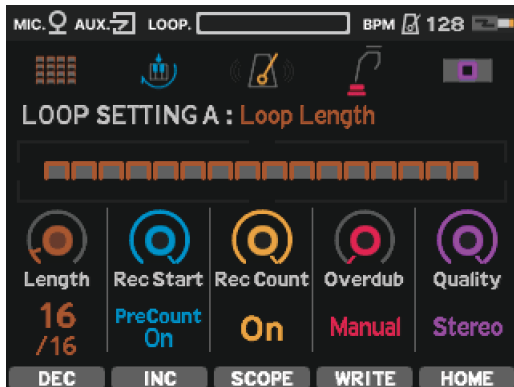 MIC. AUX. LOOP. BPM 128
LOOP SETTING A : Loop Length
Length Rec Start Rec Count Overdub Quality
16 /16 PreCount On On Manual Stereo
DEC INC SCOPE WRITE HOME